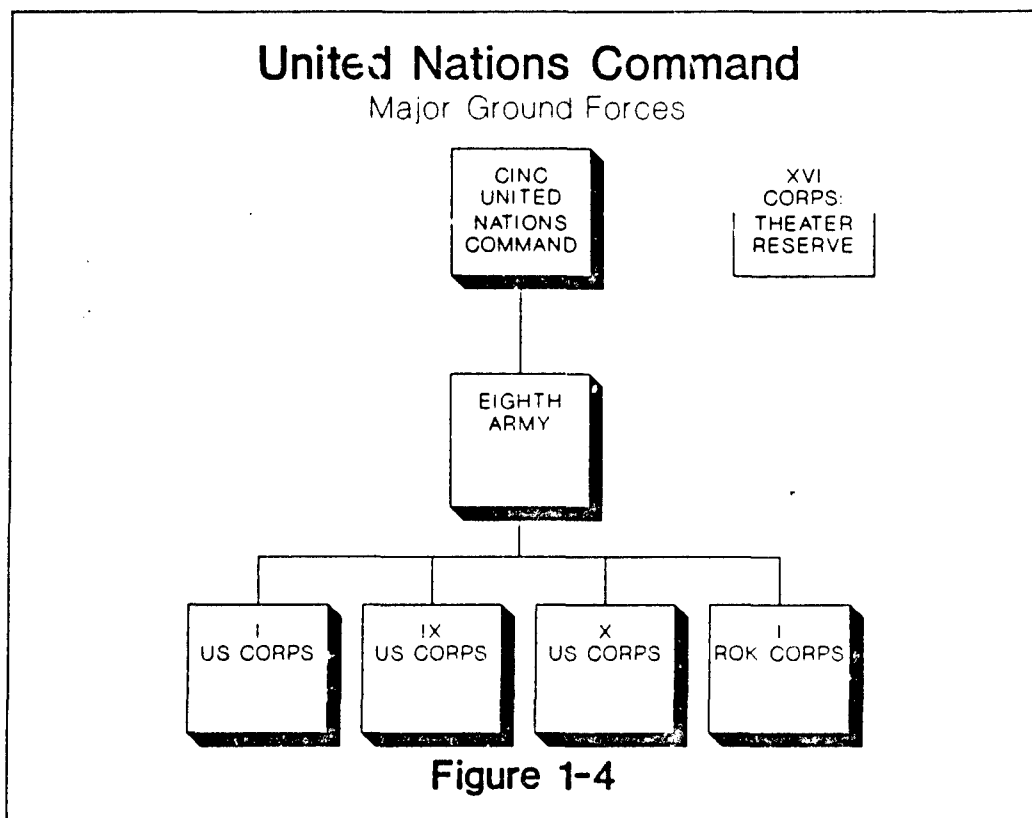 United Nations Command
Major Ground Forces
CINC
UNITED
NATIONS
COMMAND
XVI
CORPS:
THEATER
RESERVE
EIGHTH
ARMY
I
US CORPS
IX
US CORPS
X
US CORPS
I
ROK CORPS
Figure 1-4